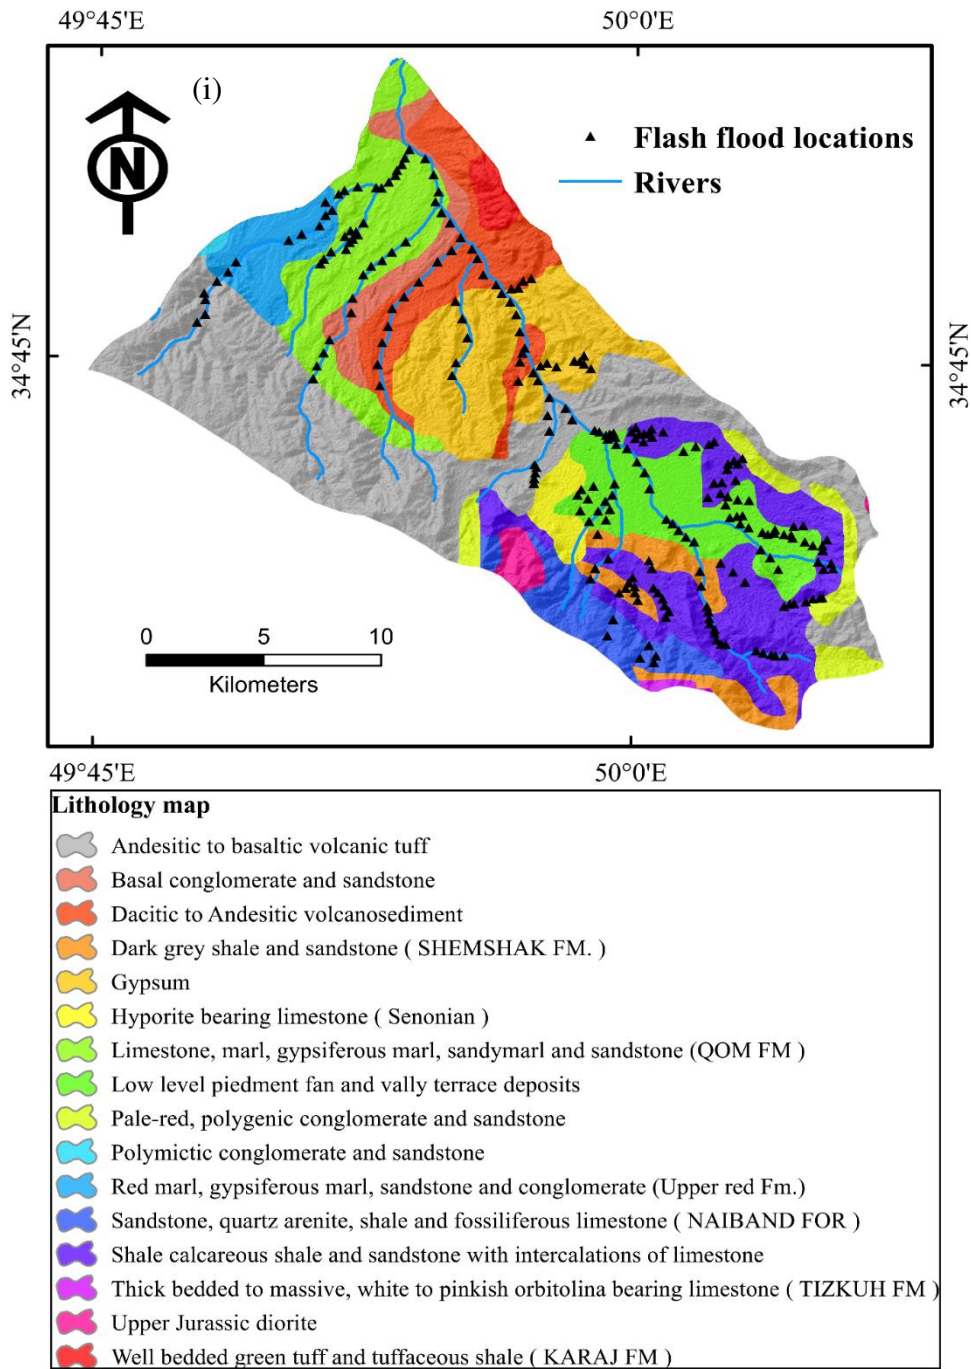 49°45'E 50°0'E
(i)
N
Flash flood locations
Rivers
34°45'N 34°45'N
0 5 10
Kilometers
49°45'E 50°0'E
Lithology map
Andesitic to basaltic volcanic tuff
Basal conglomerate and sandstone
Dacitic to Andesitic volcanosediment
Dark grey shale and sandstone ( SHEMSHAK FM. )
Gypsum
Hyporite bearing limestone ( Senonian )
Limestone, marl, gypsiferous marl, sandymarl and sandstone (QOM FM )
Low level piedment fan and vally terrace deposits
Pale-red, polygenic conglomerate and sandstone
Polymictic conglomerate and sandstone
Red marl, gypsiferous marl, sandstone and conglomerate (Upper red Fm.)
Sandstone, quartz arenite, shale and fossiliferous limestone ( NAIBAND FOR )
Shale calcareous shale and sandstone with intercalations of limestone
Thick bedded to massive, white to pinkish orbitolina bearing limestone ( TIZKUH FM )
Upper Jurassic diorite
Well bedded green tuff and tuffaceous shale ( KARAJ FM )